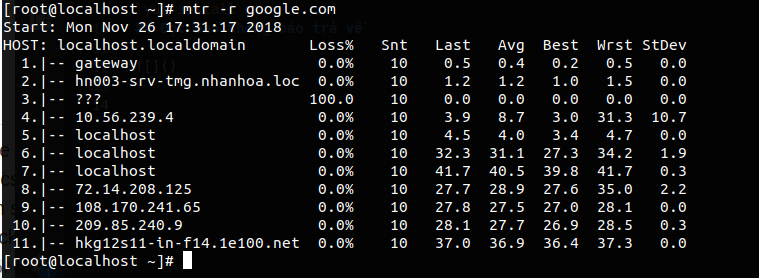 [root@localhost ~]# mtr -r google.com
Start: Mon Nov 26 17:31:17 2018
HOST: localhost.localdomain Loss% Snt Last Avg Best Wrst StDev
1.|-- gateway 0.0% 10 0.5 0.4 0.2 0.5 0.0
2.|-- hn003-srv-tmg.nhanhoa.loc 0.0% 10 1.2 1.2 1.0 1.5 0.0
3.|-- ??? 100.0 10 0.0 0.0 0.0 0.0 0.0
4.|-- 10.56.239.4 0.0% 10 3.9 8.7 3.0 31.3 10.7
5.|-- localhost 0.0% 10 4.5 4.0 3.4 4.7 0.0
6.|-- localhost 0.0% 10 32.3 31.1 27.3 34.2 1.9
7.|-- localhost 0.0% 10 41.7 40.5 39.8 41.7 0.3
8.|-- 72.14.208.125 0.0% 10 27.7 28.9 27.6 35.0 2.2
9.|-- 108.170.241.65 0.0% 10 27.8 27.5 27.0 28.1 0.0
10.|-- 209.85.240.9 0.0% 10 28.1 27.7 26.9 28.5 0.3
11.|-- hkg12s11-in-f14.1e100.net 0.0% 10 37.0 36.9 36.4 37.3 0.0
[root@localhost ~]#